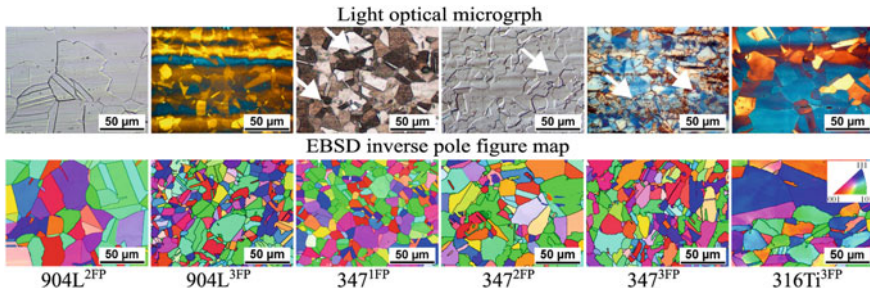 Light optical microgrph
50 µm 50 µm 50 µm 50 µm 50 µm 50 µm
EBSD inverse pole figure map
111
001
50 µm 50 µm 50 µm 50 µm 50 µm 50 µm
904L2FP 904L3FP 3471FP 3472FP 3473FP 316Ti3FP